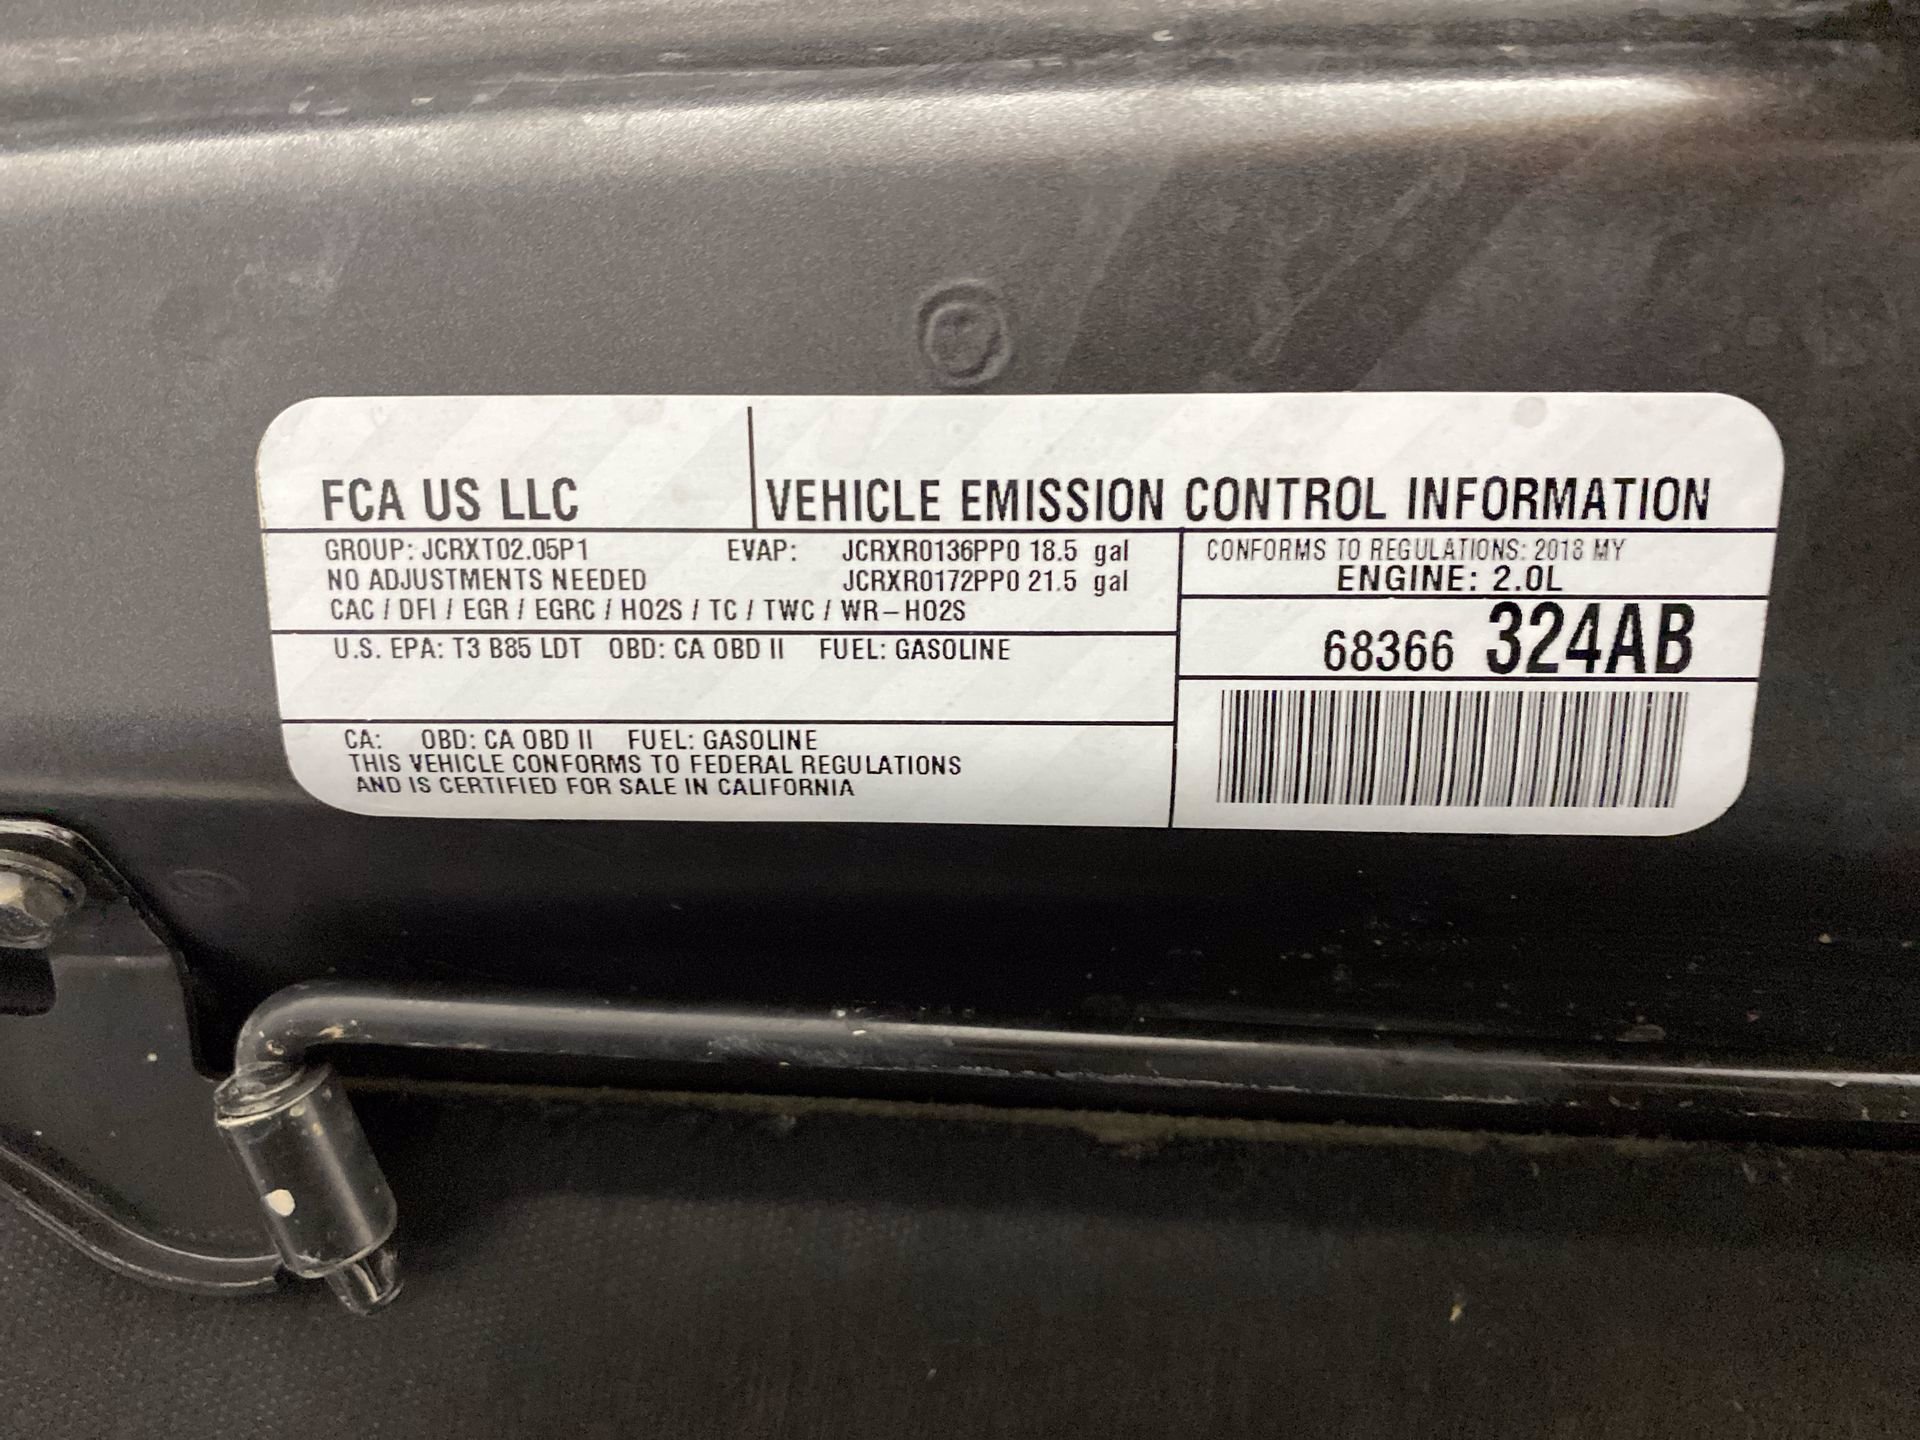 FCA US LLC
VEHICLE EMISSION CONTROL INFORMATION
GROUP: JCRXT02.05P1 EVAP: JCRXR0136PP0 18.5 gal
NO ADJUSTMENTS NEEDED JCRXR0172PP0 21.5 gal
CAC / DFI / EGR / EGRC / HO2S / TC / TWC / WR-HO2S
U.S. EPA: T3 B85 LDT OBD: CA OBD II FUEL: GASOLINE
CA: OBD: CA OBD II FUEL: GASOLINE
THIS VEHICLE CONFORMS TO FEDERAL REGULATIONS
AND IS CERTIFIED FOR SALE IN CALIFORNIA
CONFORMS TO REGULATIONS: 2018 MY
ENGINE: 2.0L
68366 324AB